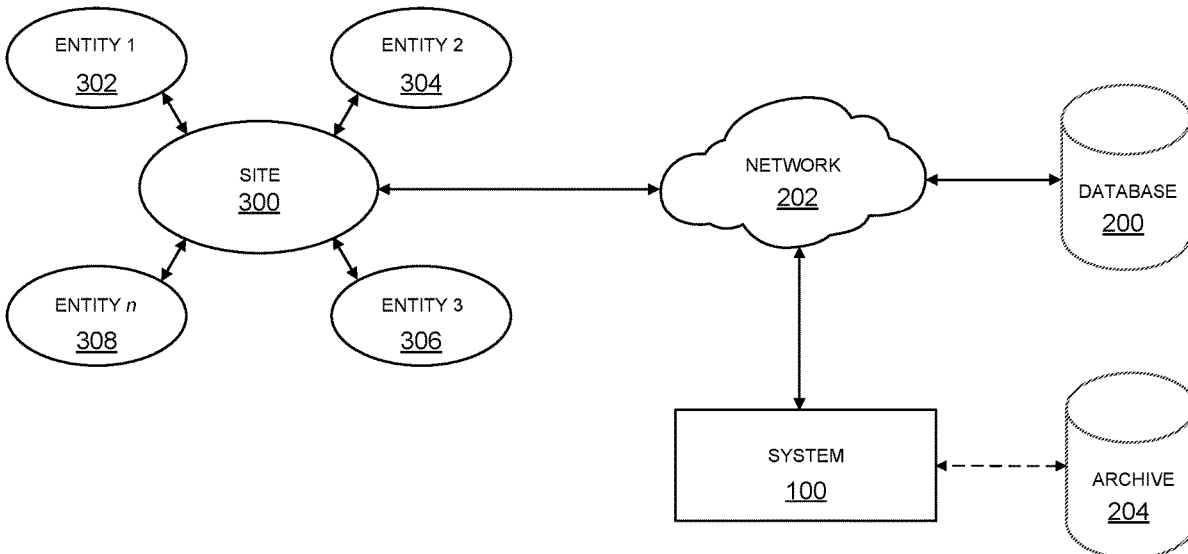 ENTITY 1
302
ENTITY 2
304
SITE
300
ENTITY n
308
ENTITY 3
306
NETWORK
202
DATABASE
200
SYSTEM
100
ARCHIVE
204